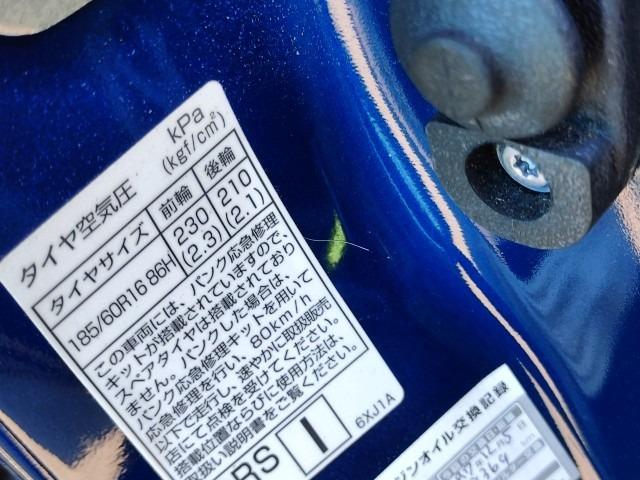 タイヤ空気圧
kPa
(kgf/cm²)
タイヤサイズ 前輪 後輪
185/60R16 86H 230 (2.3) 210 (2.1)
この車両には、パンク応急修理
キットが搭載されていますので、
スペアタイヤは搭載されており
ません。パンクした場合は、
パンク応急修理キットを用いて
応急修理を行い、80km/h
以下で走行し、速やかに取扱販売
店にて点検を受けてください。
搭載位置ならびに使用方法は、
取扱い説明書をご覧ください。
RS I
6XJ1A
ンオイル交換記録